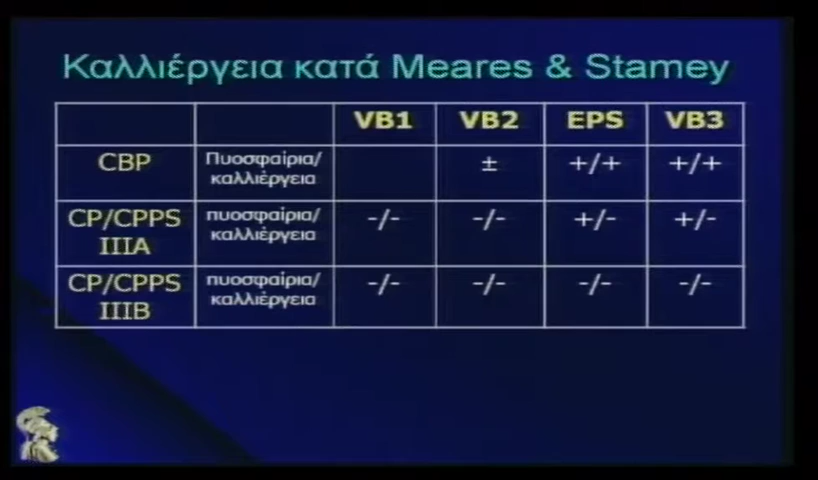 Καλλιέργεια κατά Meares & Stamey
VB1 VB2 EPS VB3
CBP Πυοσφαίρια/καλλιέργεια ± +/+ +/+
CP/CPPS IIIA πυοσφαίρια/καλλιέργεια -/- -/- +/- +/-
CP/CPPS IIIB πυοσφαίρια/καλλιέργεια -/- -/- -/- -/-